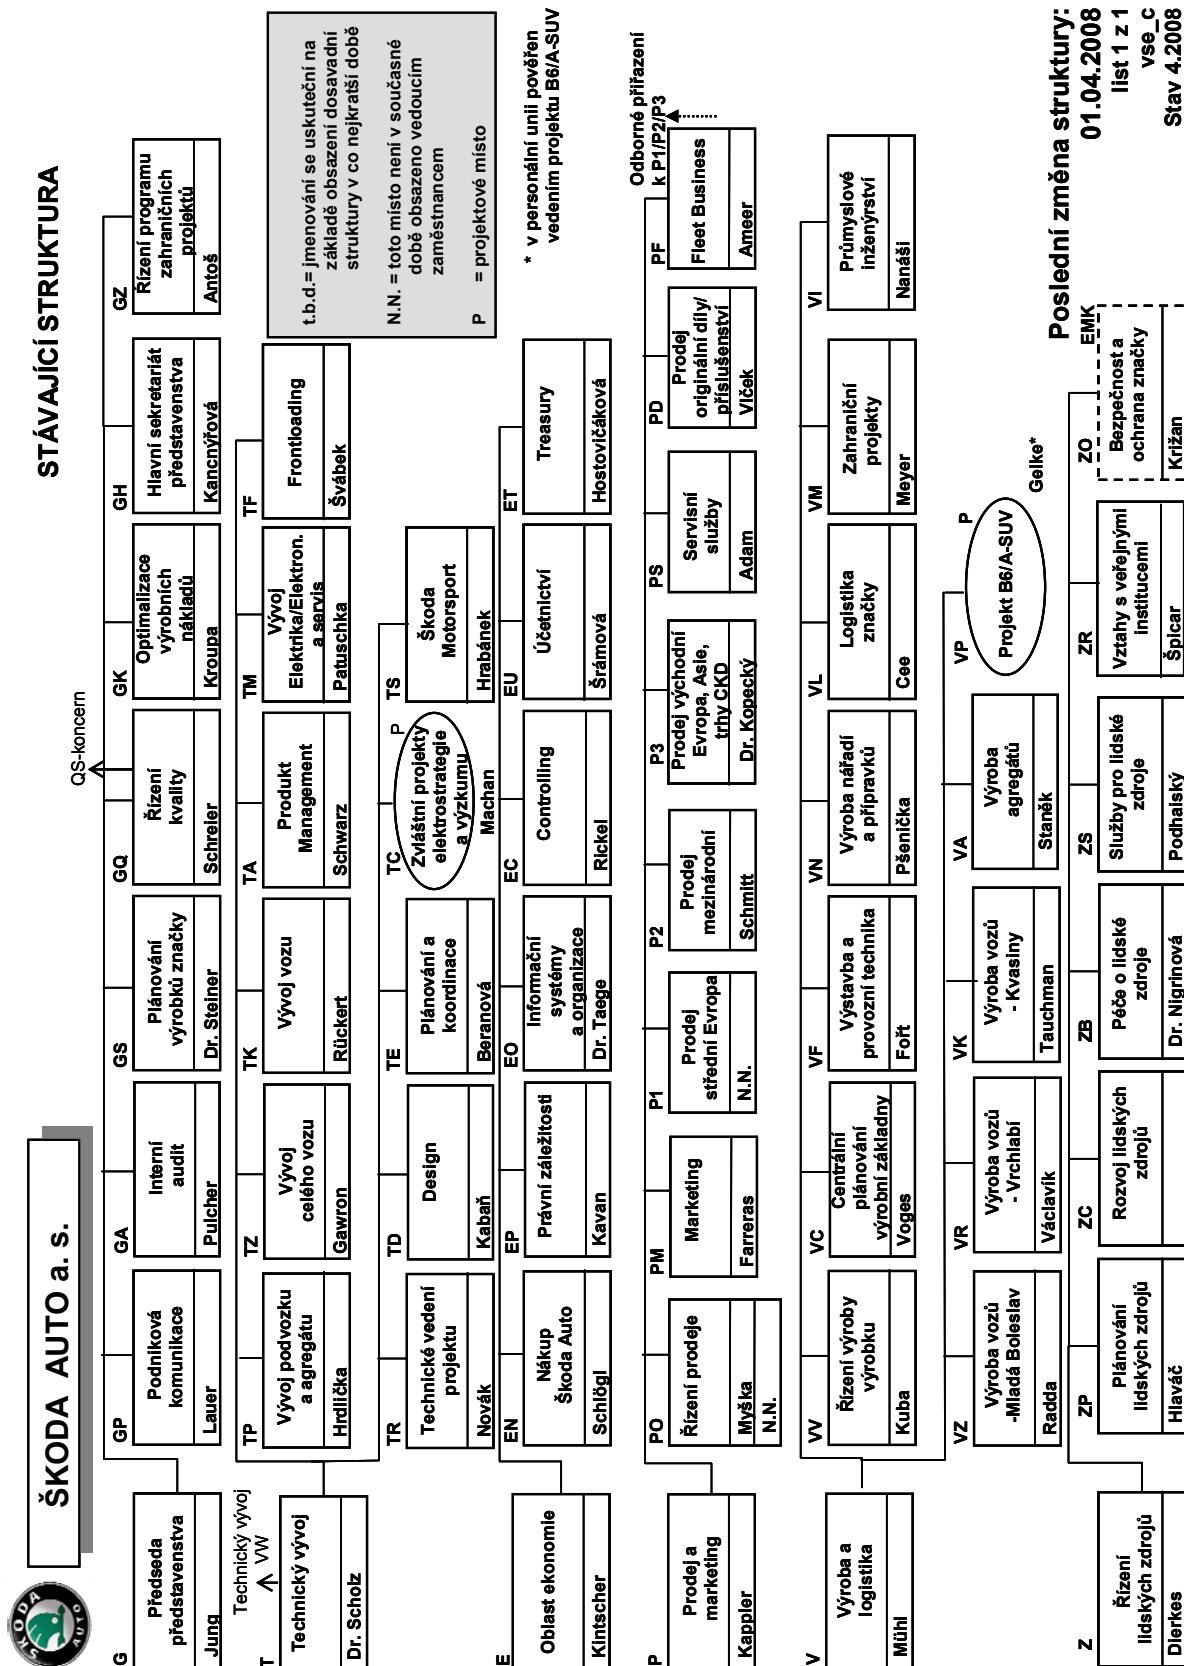 ŠKODA
AUTO
ŠKODA AUTO a. s.
STÁVAJÍCÍ STRUKTURA
G
Předseda
představenstva
Jung
GP
Podniková
komunikace
Lauer
GA
Interní
audit
Pulcher
GS
Plánování
výrobků značky
Dr. Steiner
GQ
Řízení
kvality
Schreier
QS-koncern
GK
Optimalizace
výrobních
nákladů
Kroupa
GH
Hlavní sekretariát
představenstva
Kancnýřová
GZ
Řízení programu
zahraničních
projektů
Antoš
Technický vývoj
VW
T
Technický vývoj
Dr. Scholz
TP
Vývoj podvozku
a agregátu
Hrdlička
TZ
Vývoj
celého vozu
Gawron
TK
Vývoj vozu
Rückert
TA
Produkt
Management
Schwarz
TM
Vývoj
Elektrika/Elektron.
a servis
Patuschka
TF
Frontloading
Švábek
TR
Technické vedení
projektu
Novák
TD
Design
Kabaň
TE
Plánování a
koordinace
Beranová
TC
P
Zvláštní projekty
elektrostrategie
a výzkumu
Machan
TS
Škoda
Motorsport
Hrabánek
t.b.d.= jmenování se uskuteční na
základě obsazení dosavadní
struktury v co nejkratší době
N.N. = toto místo není v současné
době obsazeno vedoucím
zaměstnancem
P = projektové místo
* v personální unii pověřen
vedením projektu B6/A-SUV
E
Oblast ekonomie
Kintscher
EN
Nákup
Škoda Auto
Schlögl
EP
Právní záležitosti
Kavan
EO
Informační
systémy
a organizace
Dr. Taege
EC
Controlling
Rickel
EU
Účetnictví
Šrámová
ET
Treasury
Hostovičáková
P
Prodej a
marketing
Kappler
PO
Řízení prodeje
Myška
N.N.
PM
Marketing
Farreras
P1
Prodej
střední Evropa
N.N.
P2
Prodej
mezinárodní
Schmitt
P3
Prodej východní
Evropa, Asie,
trhy CKD
Dr. Kopecký
PS
Servisní
služby
Adam
PD
Prodej
originální díly/
příslušenství
Vlček
PF
Fleet Business
Ameer
Odborné přiřazení
k P1/P2/P3
V
Výroba a
logistika
Mühl
VV
Řízení výroby
výrobku
Kuba
VC
Centrální
plánování
výrobní základny
Voges
VF
Výstavba a
provozní technika
Fořt
VN
Výroba nářadí
a přípravků
Pšenička
VL
Logistika
značky
Cee
VM
Zahraniční
projekty
Meyer
VI
Průmyslové
inženýrství
Nanáši
VZ
Výroba vozů
-Mladá Boleslav
Radda
VR
Výroba vozů
- Vrchlabí
Václavík
VK
Výroba vozů
- Kvasiny
Tauchman
VA
Výroba
agregátů
Staněk
VP
P
Projekt B6/A-SUV
Gelke*
Z
Řízení
lidských zdrojů
Dierkes
ZP
Plánování
lidských zdrojů
Hlaváč
ZC
Rozvoj lidských
zdrojů
ZB
Péče o lidské
zdroje
Dr. Nigrinová
ZS
Služby pro lidské
zdroje
Podhalský
ZR
Vztahy s veřejnými
institucemi
Špicar
ZO
EMK
Bezpečnost a
ochrana značky
Križan
Poslední změna struktury:
01.04.2008
list 1 z 1
vse_c
Stav 4.2008